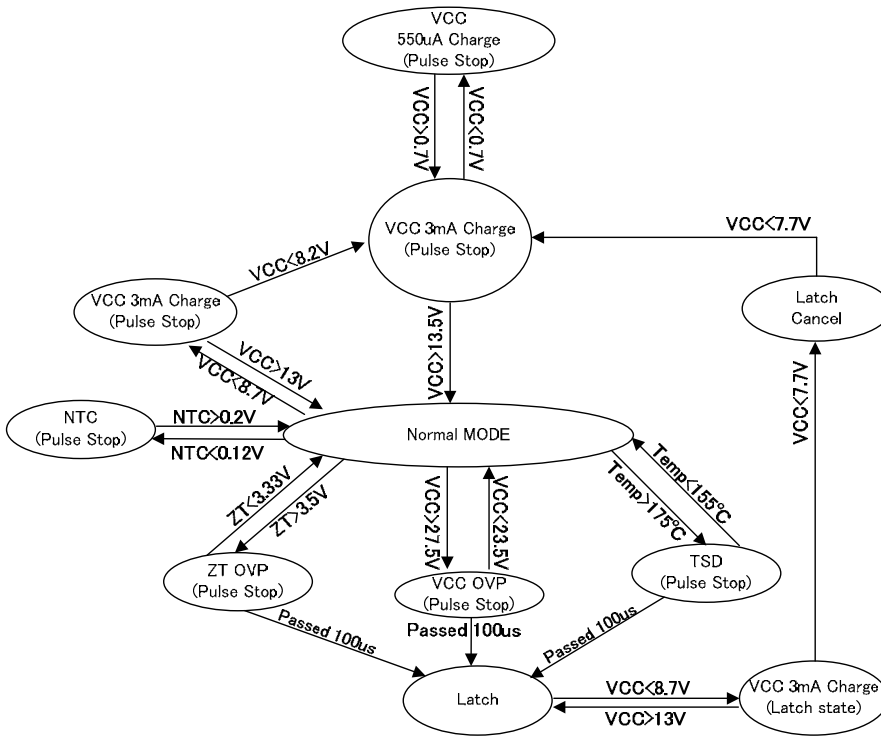 VCC
550uA Charge
(Pulse Stop)
VCC>0.7V
VCC<0.7V
VCC 3mA Charge
(Pulse Stop)
VCC<7.7V
VCC<8.2V
VCC 3mA Charge
(Pulse Stop)
Latch
Cancel
VCC>13V
VCC<8.7V
VCC>13.5V
VCC<7.7V
NTC
(Pulse Stop)
NTC>0.2V
NTC<0.12V
Normal MODE
ZT<3.33V
ZT>3.5V
VCC>27.5V
VCC<23.5V
Temp<155℃
Temp>175℃
ZT OVP
(Pulse Stop)
VCC OVP
(Pulse Stop)
TSD
(Pulse Stop)
Passed 100us
Passed 100us
Passed 100us
Latch
VCC<8.7V
VCC>13V
VCC 3mA Charge
(Latch state)